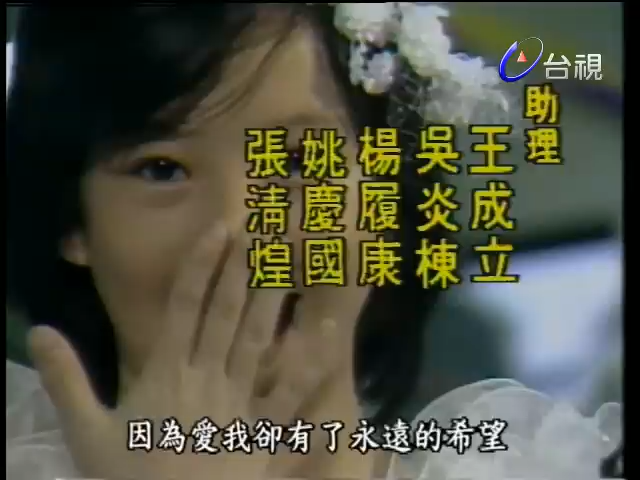 台視
助理
王成立
吳炎棟
楊履康
姚慶國
張清煌
因為愛我卻有了永遠的希望